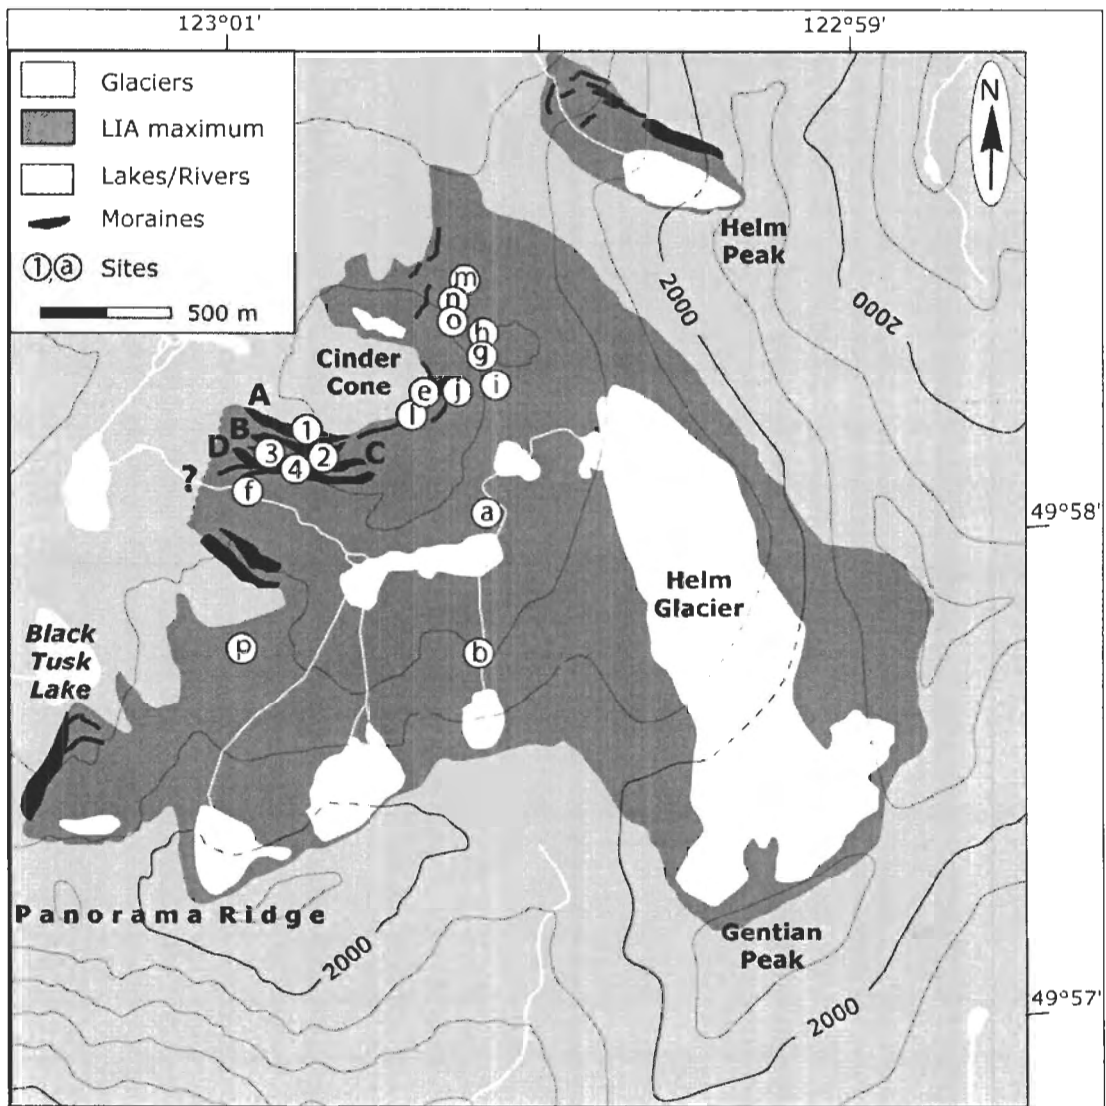 123°01'
122°59'
Glaciers
LIA maximum
Lakes/Rivers
Moraines
1,a Sites
500 m
N
Helm
Peak
2000
2000
m
n
o
h
g
Cinder
Cone
i
e
j
l
A
B
1
D
3
2
C
4
?
f
a
49°58'
Helm
Glacier
Black
Tusk
Lake
p
b
Panorama Ridge
2000
Gentian
Peak
2000
49°57'